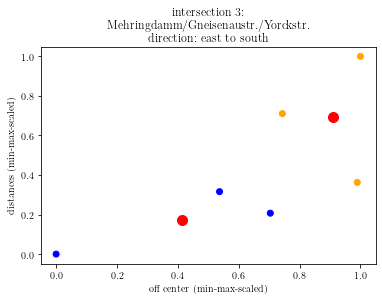 intersection 3:
Mehringdamm/Gneisenaustr./Yorckstr.
direction: east to south
distances (min-max-scaled)
1.0
0.8
0.6
0.4
0.2
0.0
0.0 0.2 0.4 0.6 0.8 1.0
off center (min-max-scaled)